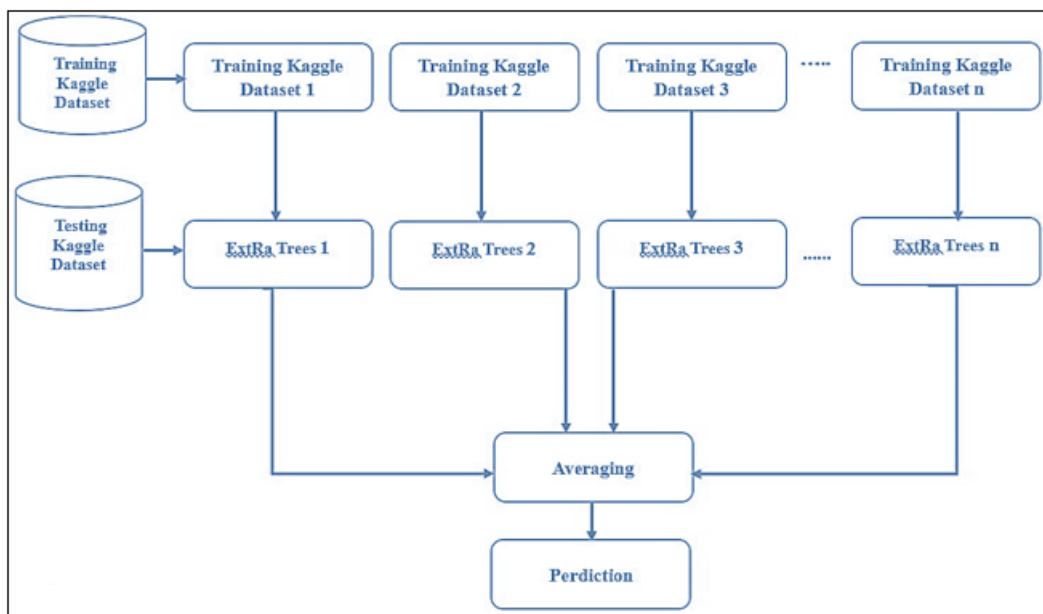 Training
Kaggle
Dataset
Training Kaggle
Dataset 1
Training Kaggle
Dataset 2
Training Kaggle
Dataset 3
.....
Training Kaggle
Dataset n
Testing
Kaggle
Dataset
ExtRa Trees 1
ExtRa Trees 2
ExtRa Trees 3
......
ExtRa Trees n
Averaging
Perdiction